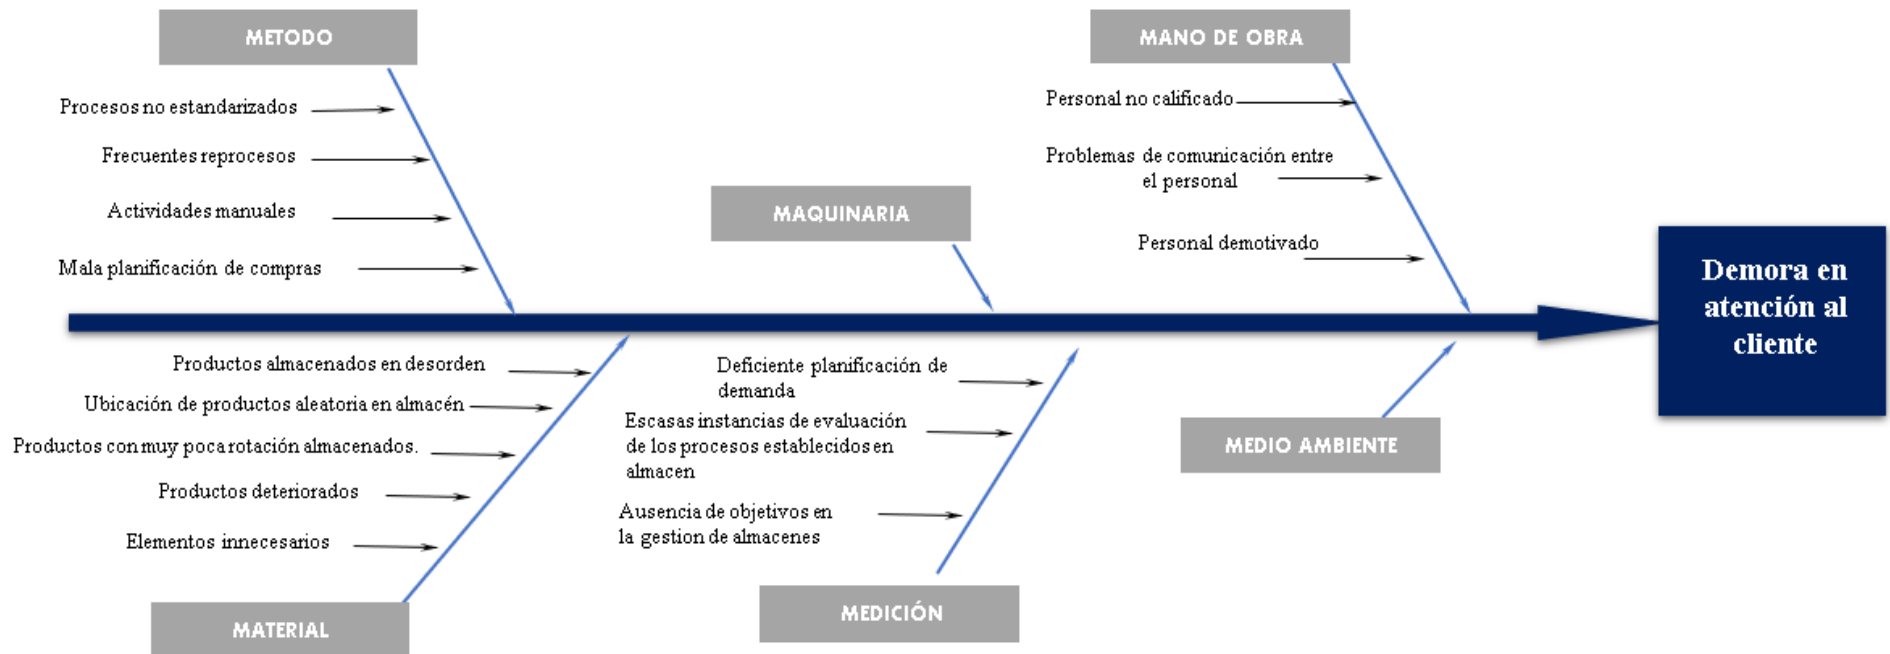 METODO
Procesos no estandarizados
Frecuentes reprocesos
Actividades manuales
Mala planificación de compras
MAQUINARIA
MANO DE OBRA
Personal no calificado
Problemas de comunicación entre
el personal
Personal demotivado
Demora en
atención al
cliente
Productos almacenados en desorden
Ubicación de productos aleatoria en almacén
Productos con muy poca rotación almacenados.
Productos deteriorados
Elementos innecesarios
MATERIAL
Deficiente planificación de
demanda
Escasas instancias de evaluación
de los procesos establecidos en
almacen
Ausencia de objetivos en
la gestion de almacenes
MEDICIÓN
MEDIO AMBIENTE